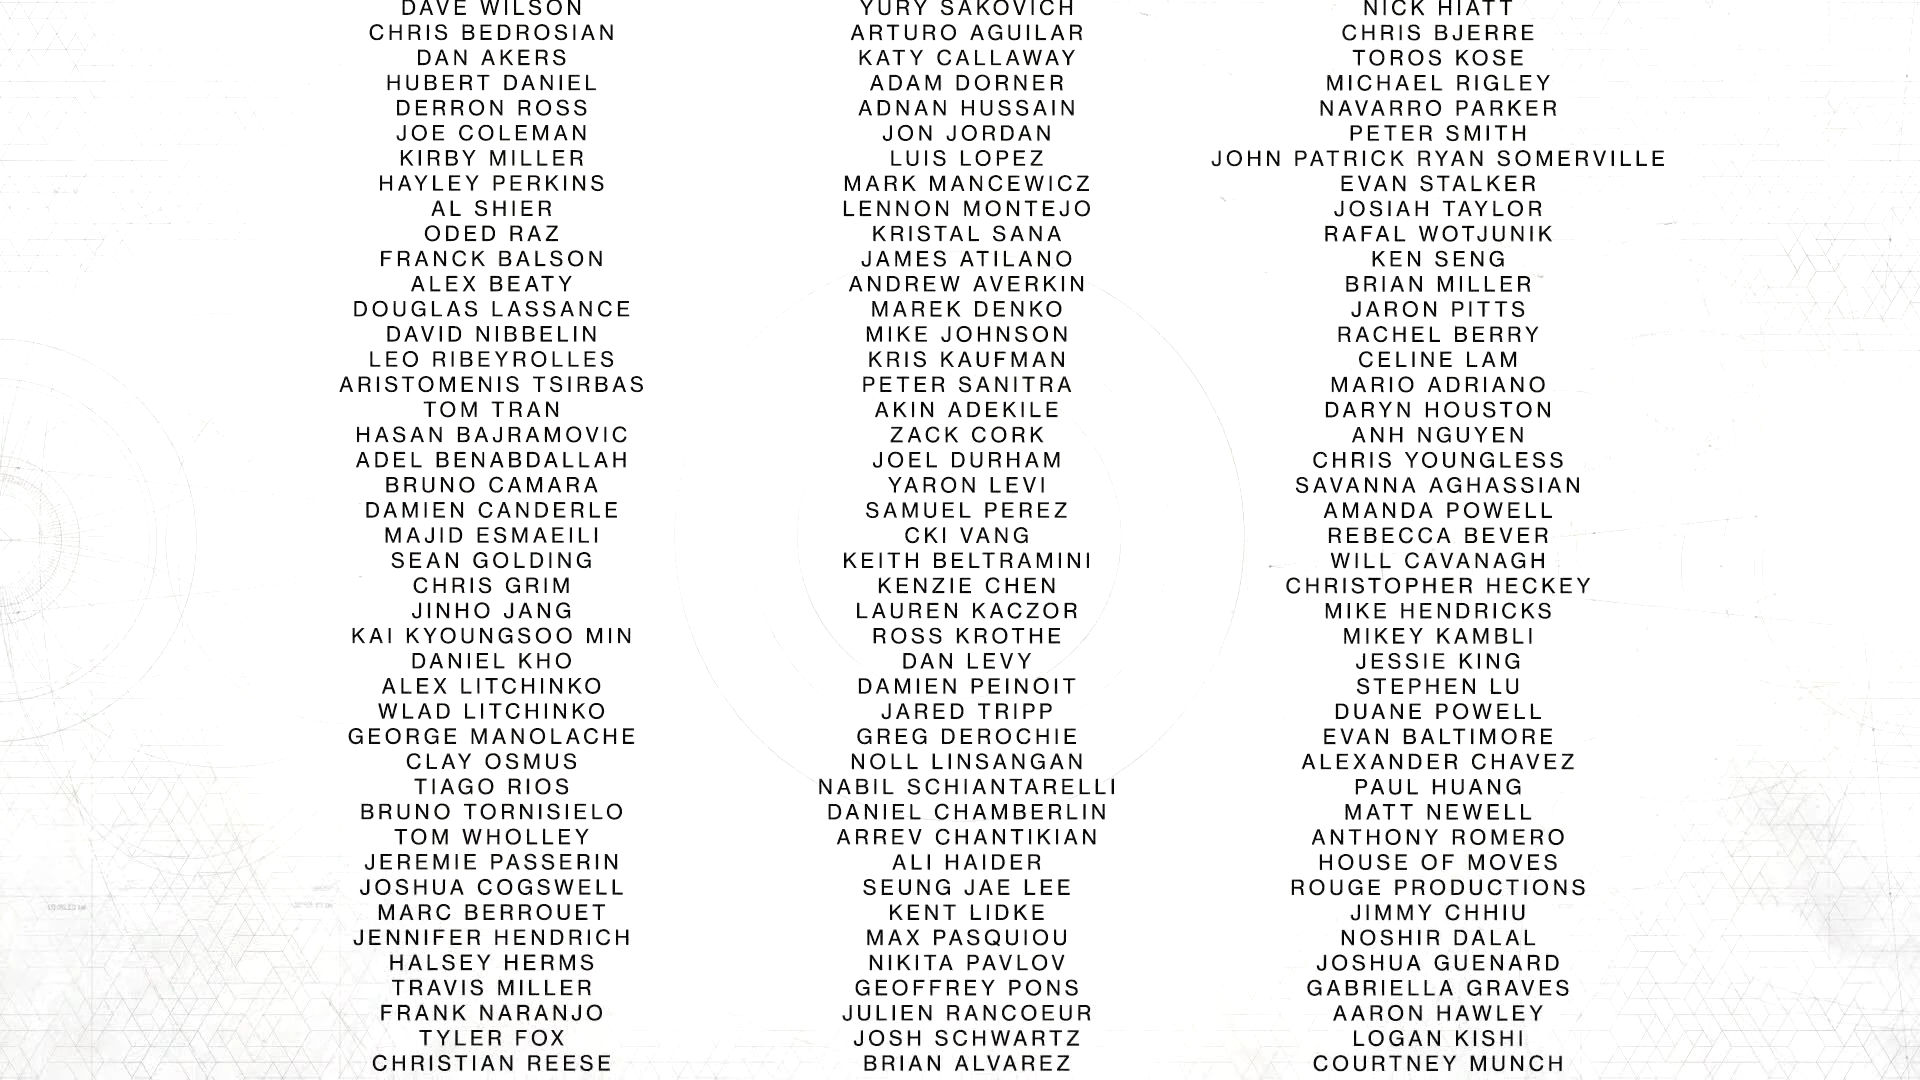 DAVE WILSON
CHRIS BEDROSIAN
DAN AKERS
HUBERT DANIEL
DERRON ROSS
JOE COLEMAN
KIRBY MILLER
HAYLEY PERKINS
AL SHIER
ODED RAZ
FRANCK BALSON
ALEX BEATY
DOUGLAS LASSANCE
DAVID NIBBELIN
LEO RIBEYROLLES
ARISTOMENIS TSIRBAS
TOM TRAN
HASAN BAJRAMOVIC
ADEL BENABDALLAH
BRUNO CAMARA
DAMIEN CANDERLE
MAJID ESMAEILI
SEAN GOLDING
CHRIS GRIM
JINHO JANG
KAI KYOUNGSOO MIN
DANIEL KHO
ALEX LITCHINKO
WLAD LITCHINKO
GEORGE MANOLACHE
CLAY OSMUS
TIAGO RIOS
BRUNO TORNISIELO
TOM WHOLLEY
JEREMIE PASSERIN
JOSHUA COGSWELL
MARC BERROUET
JENNIFER HENDRICH
HALSEY HERMS
TRAVIS MILLER
FRANK NARANJO
TYLER FOX
CHRISTIAN REESE
YURY SAKOVICH
ARTURO AGUILAR
KATY CALLAWAY
ADAM DORNER
ADNAN HUSSAIN
JON JORDAN
LUIS LOPEZ
MARK MANCEWICZ
LENNON MONTEJO
KRISTAL SANA
JAMES ATILANO
ANDREW AVERKIN
MAREK DENKO
MIKE JOHNSON
KRIS KAUFMAN
PETER SANITRA
AKIN ADEKILE
ZACK CORK
JOEL DURHAM
YARON LEVI
SAMUEL PEREZ
CKI VANG
KEITH BELTRAMINI
KENZIE CHEN
LAUREN KACZOR
ROSS KROTHE
DAN LEVY
DAMIEN PEINOIT
JARED TRIPP
GREG DEROCHIE
NOLL LINSANGAN
NABIL SCHIANTARELLI
DANIEL CHAMBERLIN
ARREV CHANTIKIAN
ALI HAIDER
SEUNG JAE LEE
KENT LIDKE
MAX PASQUIOU
NIKITA PAVLOV
GEOFFREY PONS
JULIEN RANCOEUR
JOSH SCHWARTZ
BRIAN ALVAREZ
NICK HIATT
CHRIS BJERRE
TOROS KOSE
MICHAEL RIGLEY
NAVARRO PARKER
PETER SMITH
JOHN PATRICK RYAN SOMERVILLE
EVAN STALKER
JOSIAH TAYLOR
RAFAL WOTJUNIK
KEN SENG
BRIAN MILLER
JARON PITTS
RACHEL BERRY
CELINE LAM
MARIO ADRIANO
DARYN HOUSTON
ANH NGUYEN
CHRIS YOUNGLESS
SAVANNA AGHASSIAN
AMANDA POWELL
REBECCA BEVER
WILL CAVANAGH
CHRISTOPHER HECKEY
MIKE HENDRICKS
MIKEY KAMBLI
JESSIE KING
STEPHEN LU
DUANE POWELL
EVAN BALTIMORE
ALEXANDER CHAVEZ
PAUL HUANG
MATT NEWELL
ANTHONY ROMERO
HOUSE OF MOVES
ROUGE PRODUCTIONS
JIMMY CHHIU
NOSHIR DALAL
JOSHUA GUENARD
GABRIELLA GRAVES
AARON HAWLEY
LOGAN KISHI
COURTNEY MUNCH